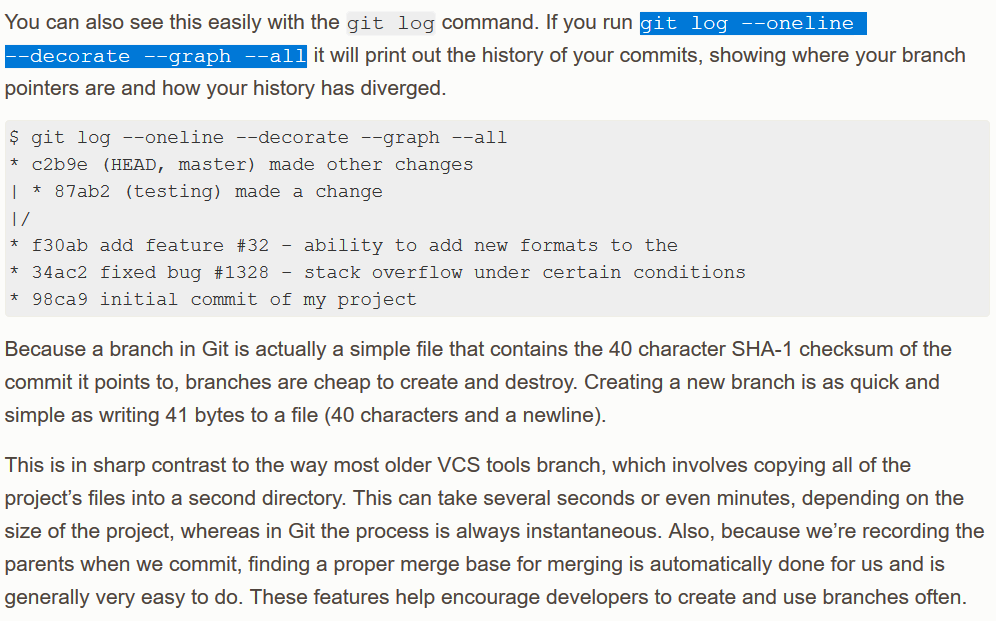 You can also see this easily with the git log command. If you run git log --oneline
--decorate --graph --all it will print out the history of your commits, showing where your branch
pointers are and how your history has diverged.
$ git log --oneline --decorate --graph --all
* c2b9e (HEAD, master) made other changes
| * 87ab2 (testing) made a change
|/
* f30ab add feature #32 - ability to add new formats to the
* 34ac2 fixed bug #1328 - stack overflow under certain conditions
* 98ca9 initial commit of my project
Because a branch in Git is actually a simple file that contains the 40 character SHA-1 checksum of the
commit it points to, branches are cheap to create and destroy. Creating a new branch is as quick and
simple as writing 41 bytes to a file (40 characters and a newline).
This is in sharp contrast to the way most older VCS tools branch, which involves copying all of the
project’s files into a second directory. This can take several seconds or even minutes, depending on the
size of the project, whereas in Git the process is always instantaneous. Also, because we’re recording the
parents when we commit, finding a proper merge base for merging is automatically done for us and is
generally very easy to do. These features help encourage developers to create and use branches often.